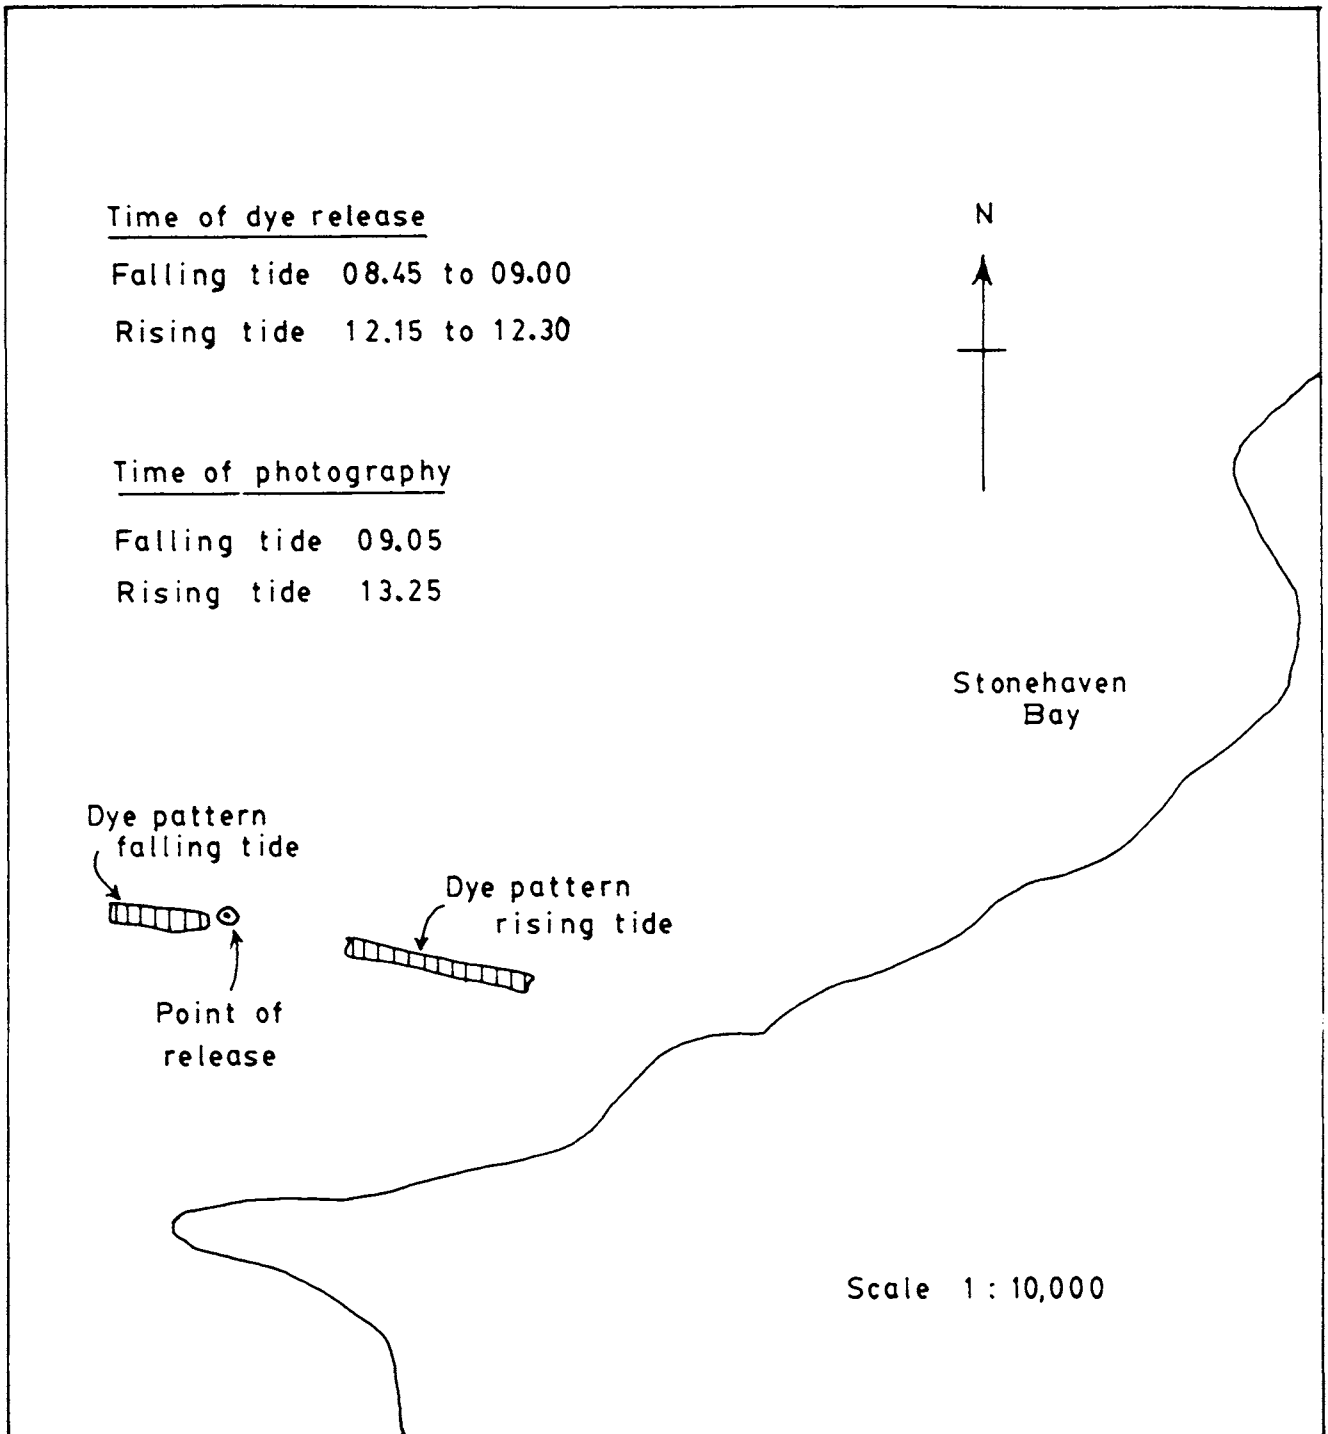 Time of dye release
Falling tide 08.45 to 09.00
Rising tide 12.15 to 12.30
N
Time of photography
Falling tide 09.05
Rising tide 13.25
Stonehaven
Bay
Dye pattern
falling tide
Dye pattern
rising tide
Point of
release
Scale 1 : 10,000